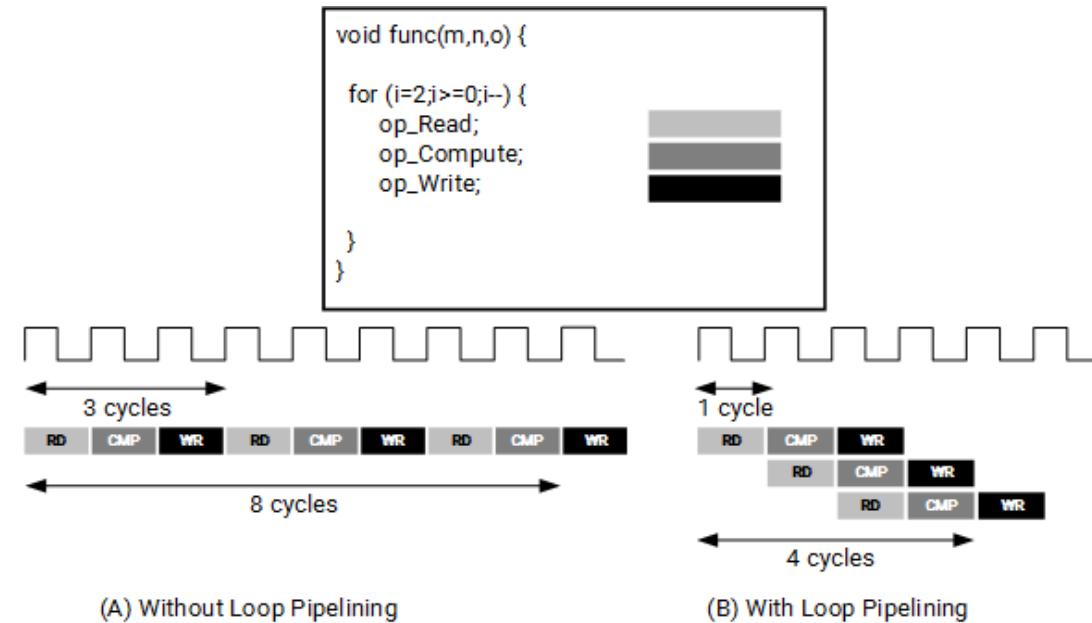 void func(m,n,o) {
for (i=2;i>=0;i--) {
op_Read;
op_Compute;
op_Write;
}
}
3 cycles
RD CMP WR RD CMP WR RD CMP WR
8 cycles
(A) Without Loop Pipelining
1 cycle
RD CMP WR
RD CMP WR
RD CMP WR
4 cycles
(B) With Loop Pipelining